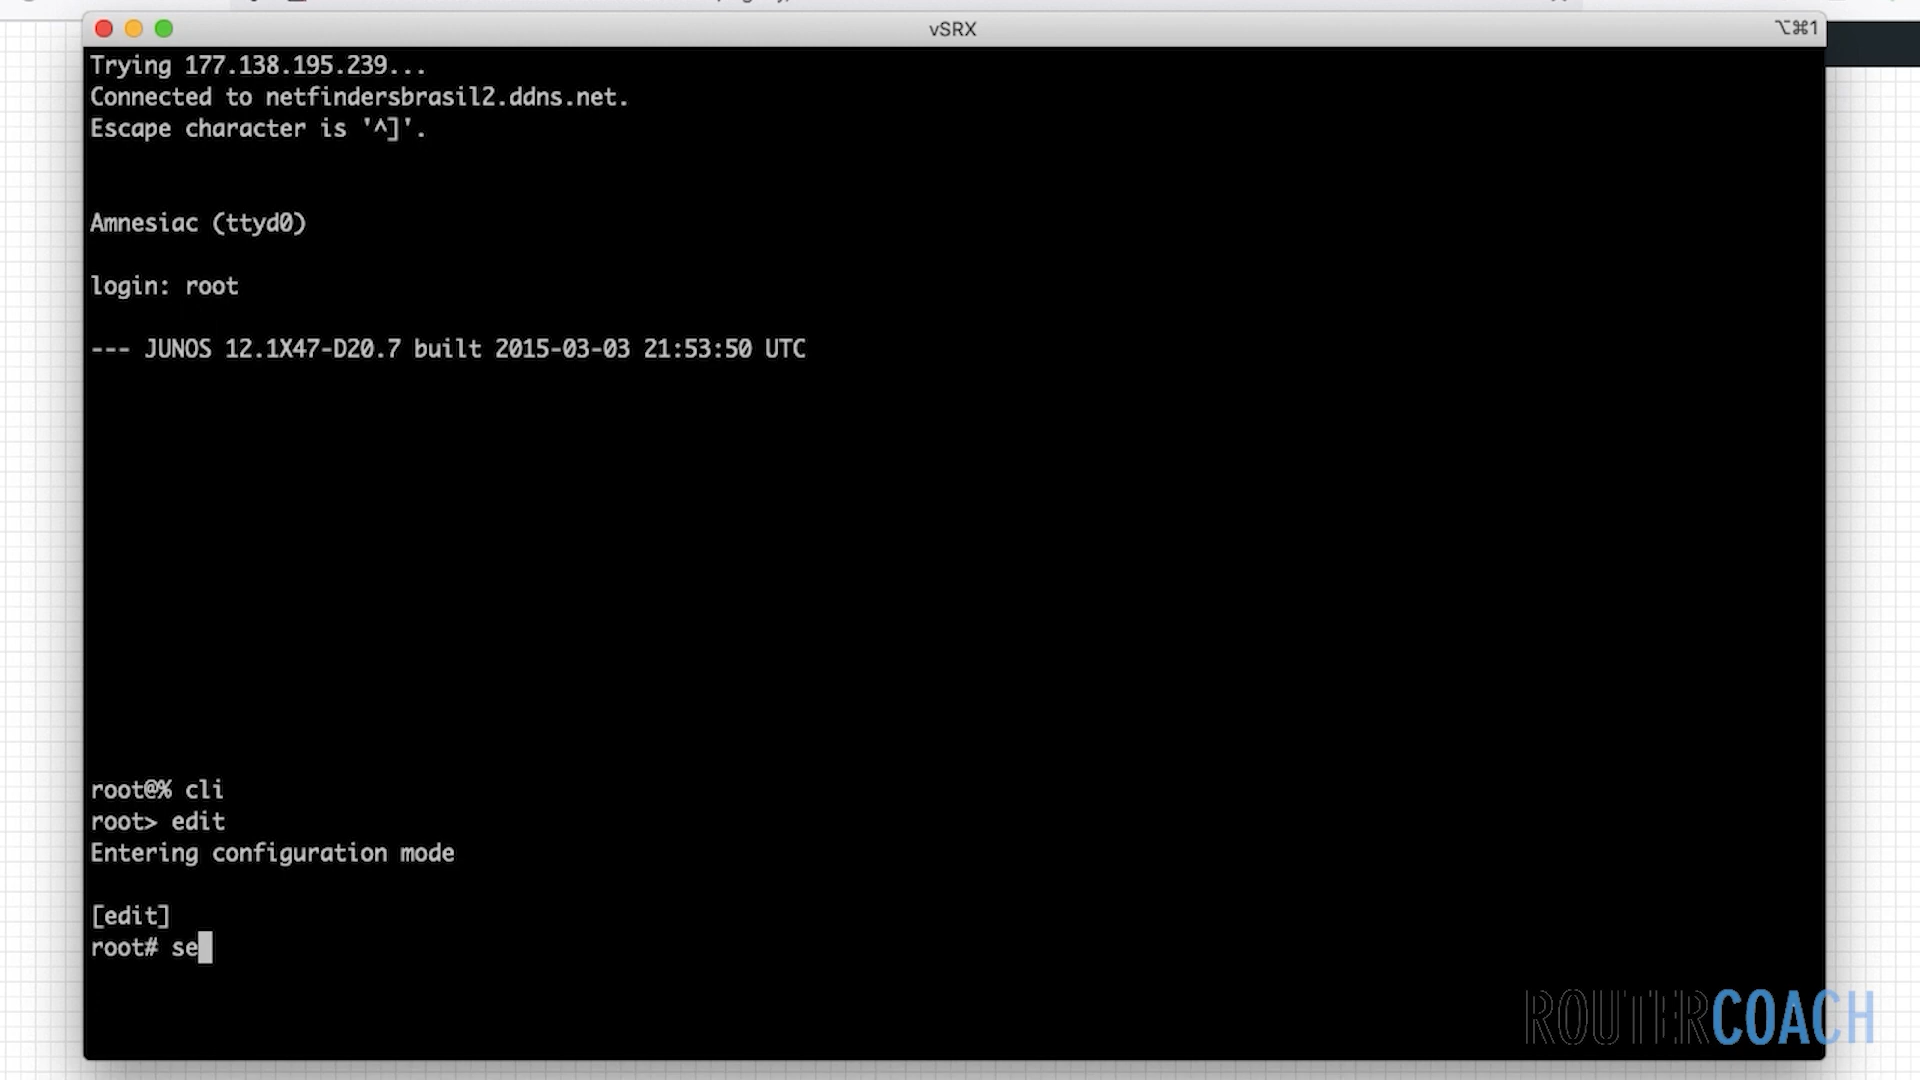 vSRX
⌥⌘1
Trying 177.138.195.239...
Connected to netfindersbrasil2.ddns.net.
Escape character is '^]'.
Amnesiac (ttyd0)
login: root
--- JUNOS 12.1X47-D20.7 built 2015-03-03 21:53:50 UTC
root@% cli
root> edit
Entering configuration mode
[edit]
root# se
ROUTERCOACH